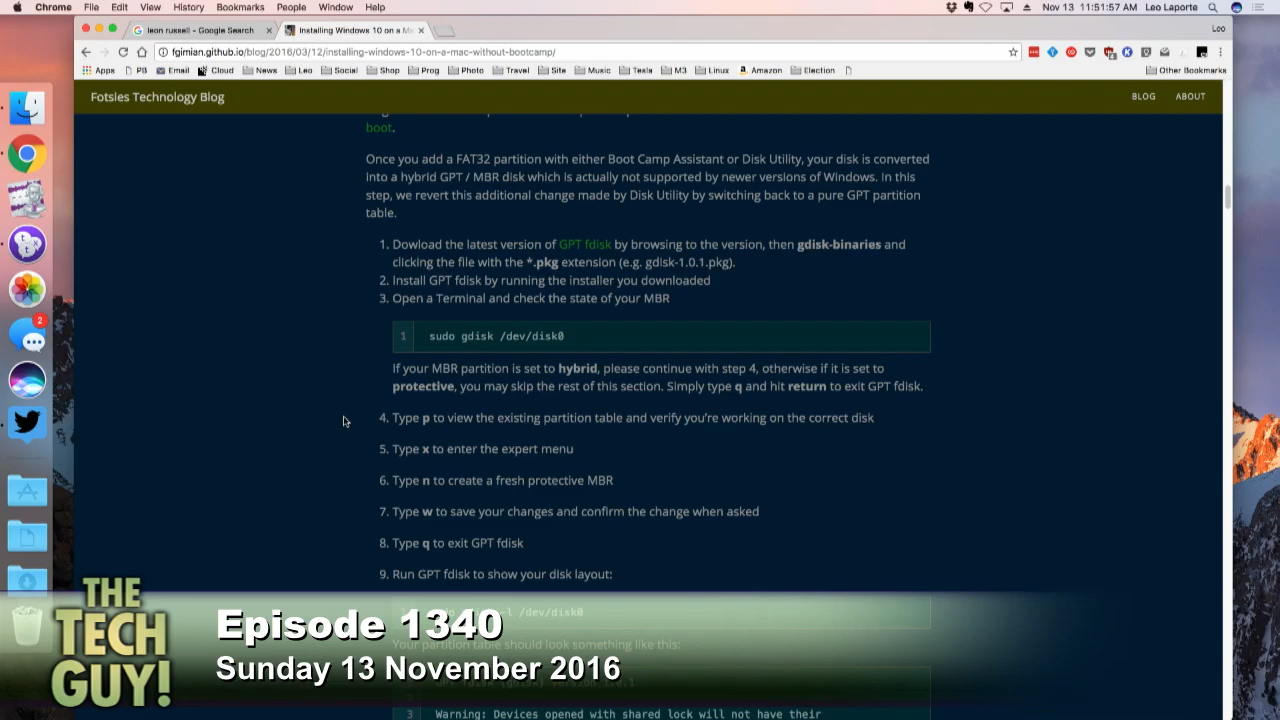 Chrome File Edit View History Bookmarks People Window Help Nov 13 11:51:57 AM Leo Laporte
leon russell - Google Search Installing Windows 10 on a M Leo
fgimian.github.io/blog/2016/03/12/installing-windows-10-on-a-mac-without-bootcamp/
Apps PB Email Cloud News Leo Social Shop Prog Photo Travel Site Music Tesla M3 Linux Amazon Election Other Bookmarks
Fotsies Technology Blog BLOG ABOUT
boot.
Once you add a FAT32 partition with either Boot Camp Assistant or Disk Utility, your disk is converted
into a hybrid GPT / MBR disk which is actually not supported by newer versions of Windows. In this
step, we revert this additional change made by Disk Utility by switching back to a pure GPT partition
table.
1. Dowload the latest version of GPT fdisk by browsing to the version, then gdisk-binaries and
clicking the file with the *.pkg extension (e.g. gdisk-1.0.1.pkg).
2. Install GPT fdisk by running the installer you downloaded
3. Open a Terminal and check the state of your MBR
1 sudo gdisk /dev/disk0
If your MBR partition is set to hybrid, please continue with step 4, otherwise if it is set to
protective, you may skip the rest of this section. Simply type q and hit return to exit GPT fdisk.
4. Type p to view the existing partition table and verify you're working on the correct disk
5. Type x to enter the expert menu
6. Type n to create a fresh protective MBR
7. Type w to save your changes and confirm the change when asked
8. Type q to exit GPT fdisk
9. Run GPT fdisk to show your disk layout:
-l /dev/disk0
Your partition table should look something like this:
3 Warning: Devices opened with shared lock will not have their
2
THE
TECH
GUY!
Episode 1340
Sunday 13 November 2016